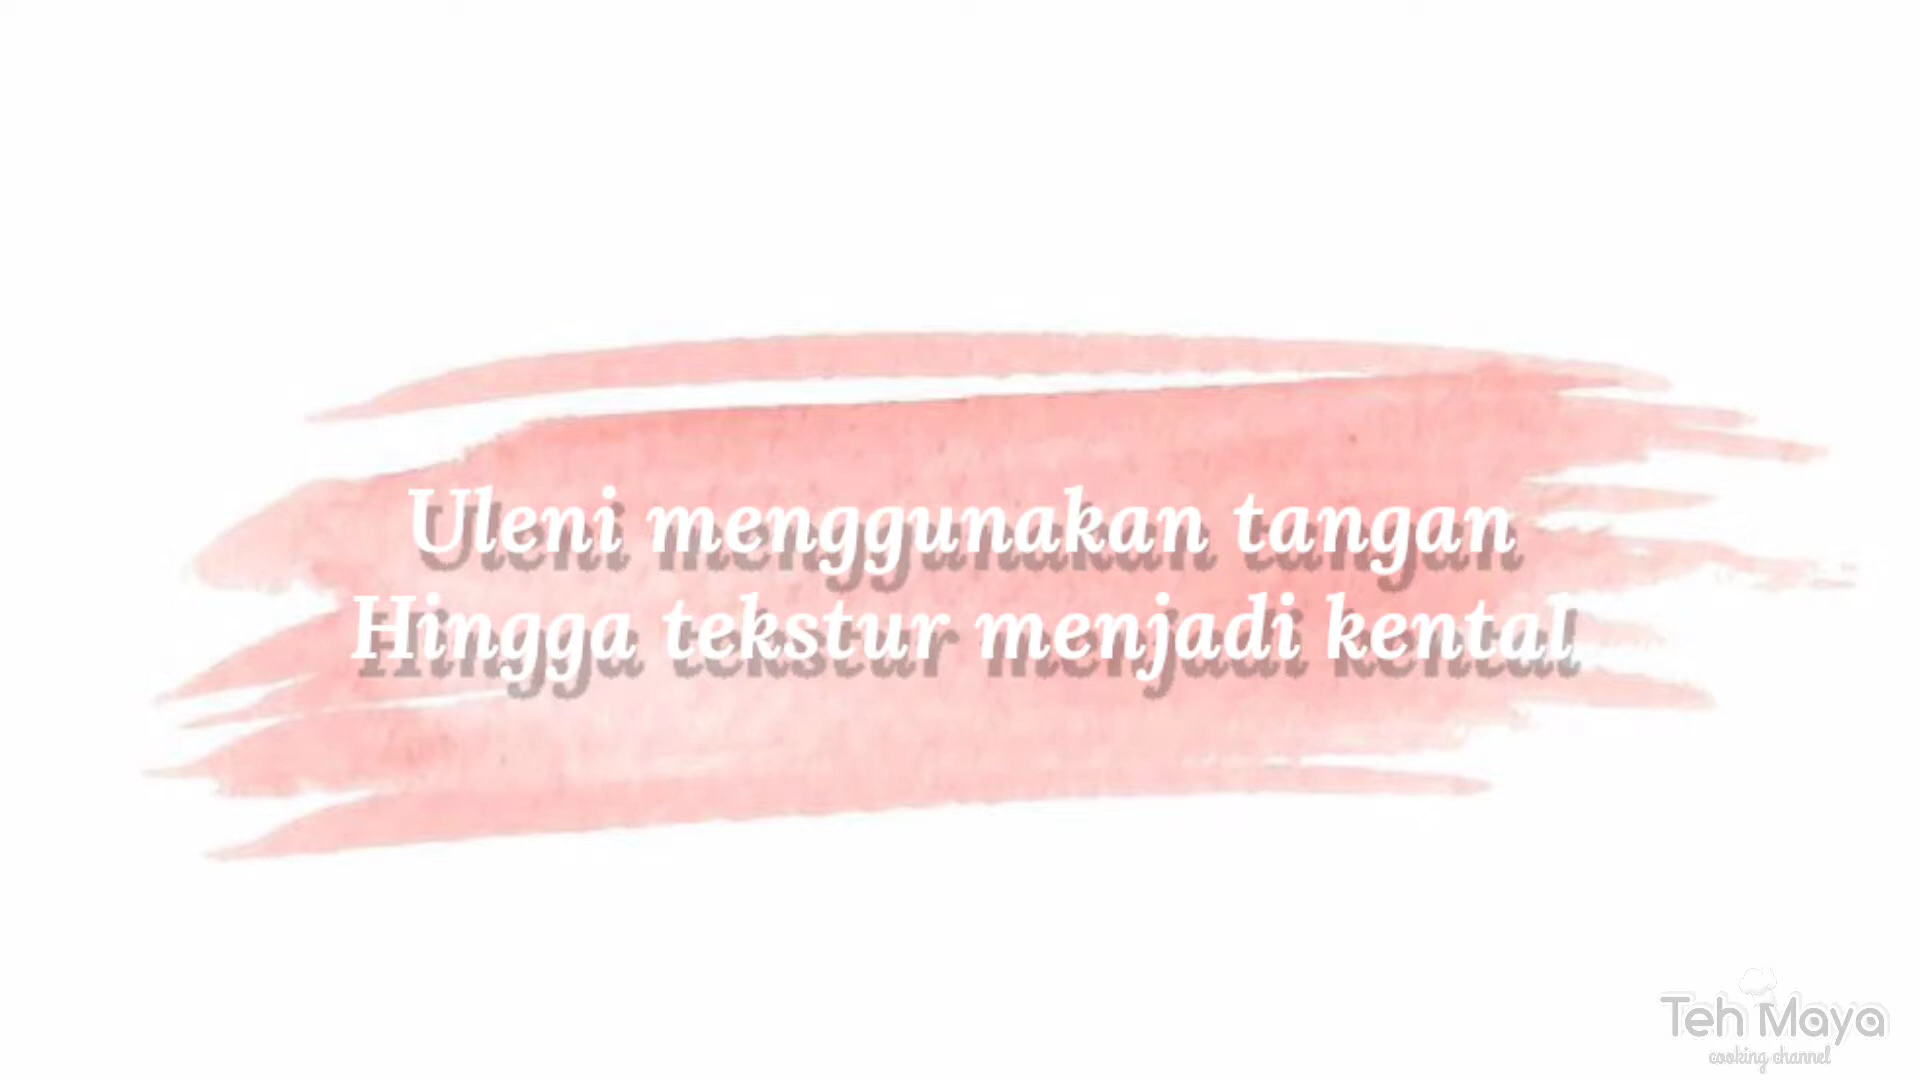 Uleni menggunakan tangan
Hingga tekstur menjadi kental
Teh Maya
cooking channel